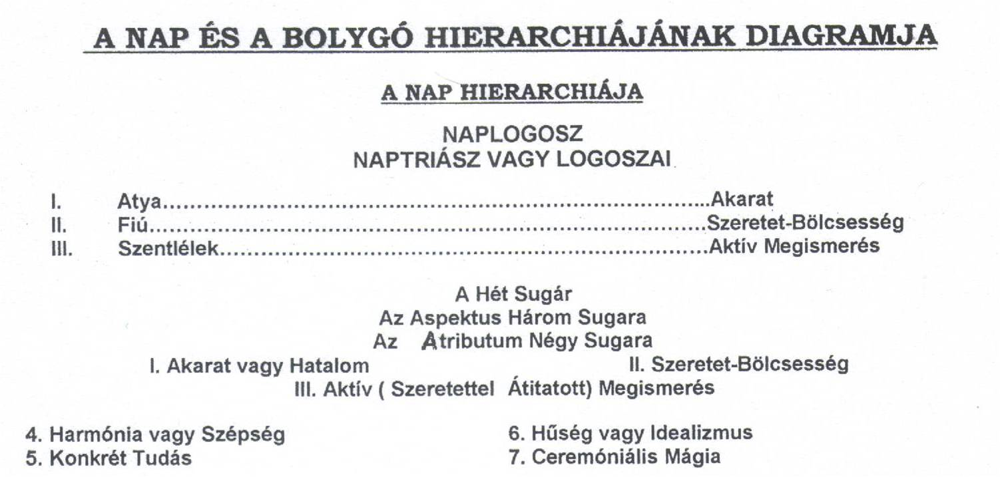 A NAP ÉS A BOLYGÓ HIERARCHIÁJÁNAK DIAGRAMJA
A NAP HIERARCHIÁJA
NAPLOGOSZ
NAPTRIÁSZ VAGY LOGOSZAI
I. Atya...............................................................................Akarat
II. Fiú................................................................................Szeretet-Bölcsesség
III. Szentlélek.......................................................................Aktív Megismerés
A Hét Sugár
Az Aspektus Három Sugara
Az Atributum Négy Sugara
I. Akarat vagy Hatalom II. Szeretet-Bölcsesség
III. Aktív ( Szeretettel Átitatott) Megismerés
4. Harmónia vagy Szépség 6. Hűség vagy Idealizmus
5. Konkrét Tudás 7. Ceremóniális Mágia